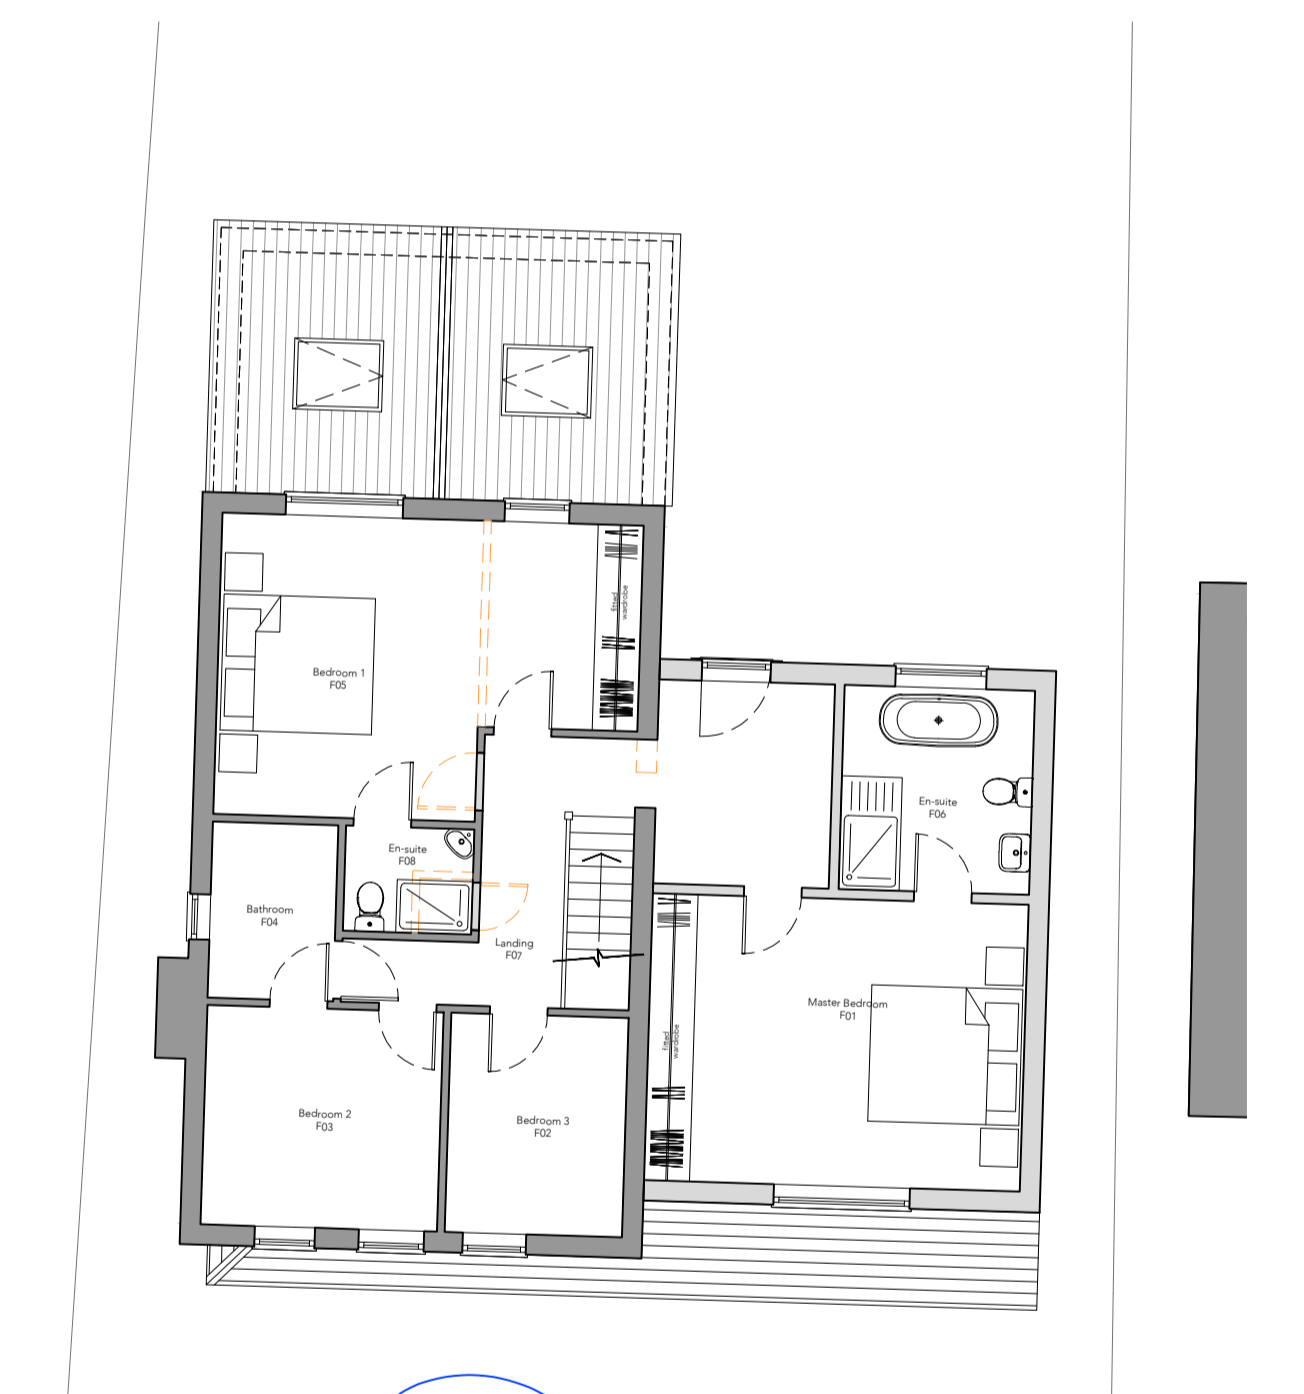 fitted
wardrobe
Bedroom 1
F05
En-suite
F06
En-suite
F08
Bathroom
F04
Landing
F07
Master Bedroom
F01
fitted
wardrobe
Bedroom 2
F03
Bedroom 3
F02